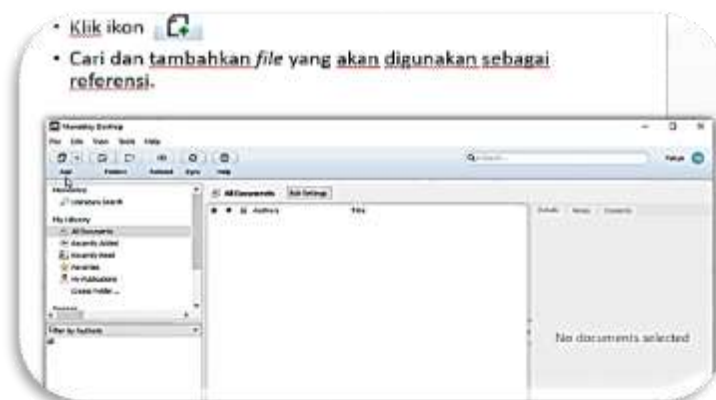 • Klik ikon
• Cari dan tambahkan file yang akan digunakan sebagai
referensi.
Mendeley Desktop
File Edit View Tools Help
Add Folders Related Sync Help
Literature Search
My Library
All Documents
Recently Added
Recently Read
Favorites
My Publications
Create Folder ...
Filter by Authors
All
All Documents Edit Settings
Authors Title
Details Notes Contents
No documents selected